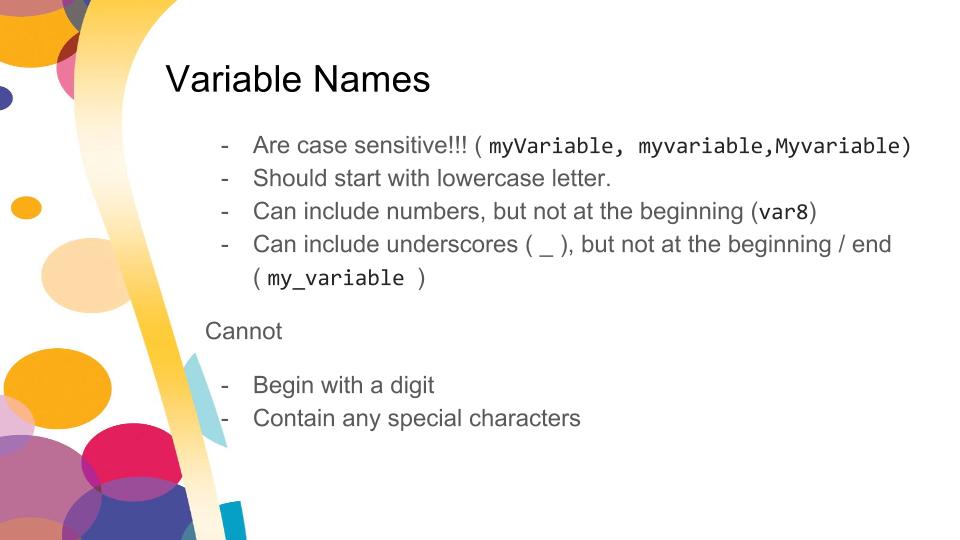 Variable Names
- Are case sensitive!!! ( myVariable, myvariable,Myvariable)
- Should start with lowercase letter.
- Can include numbers, but not at the beginning (var8)
- Can include underscores ( _ ), but not at the beginning / end
( my_variable )
Cannot
- Begin with a digit
- Contain any special characters